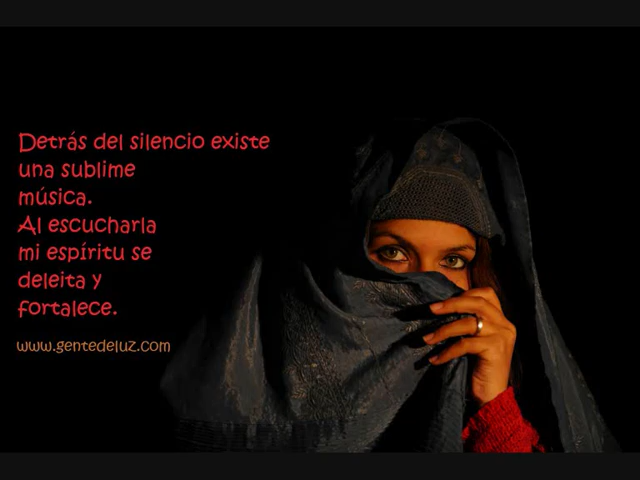 Detrás del silencio existe
una sublime
música.
Al escucharla
mi espíritu se
deleita y
fortalece.
www.gentedeluz.com